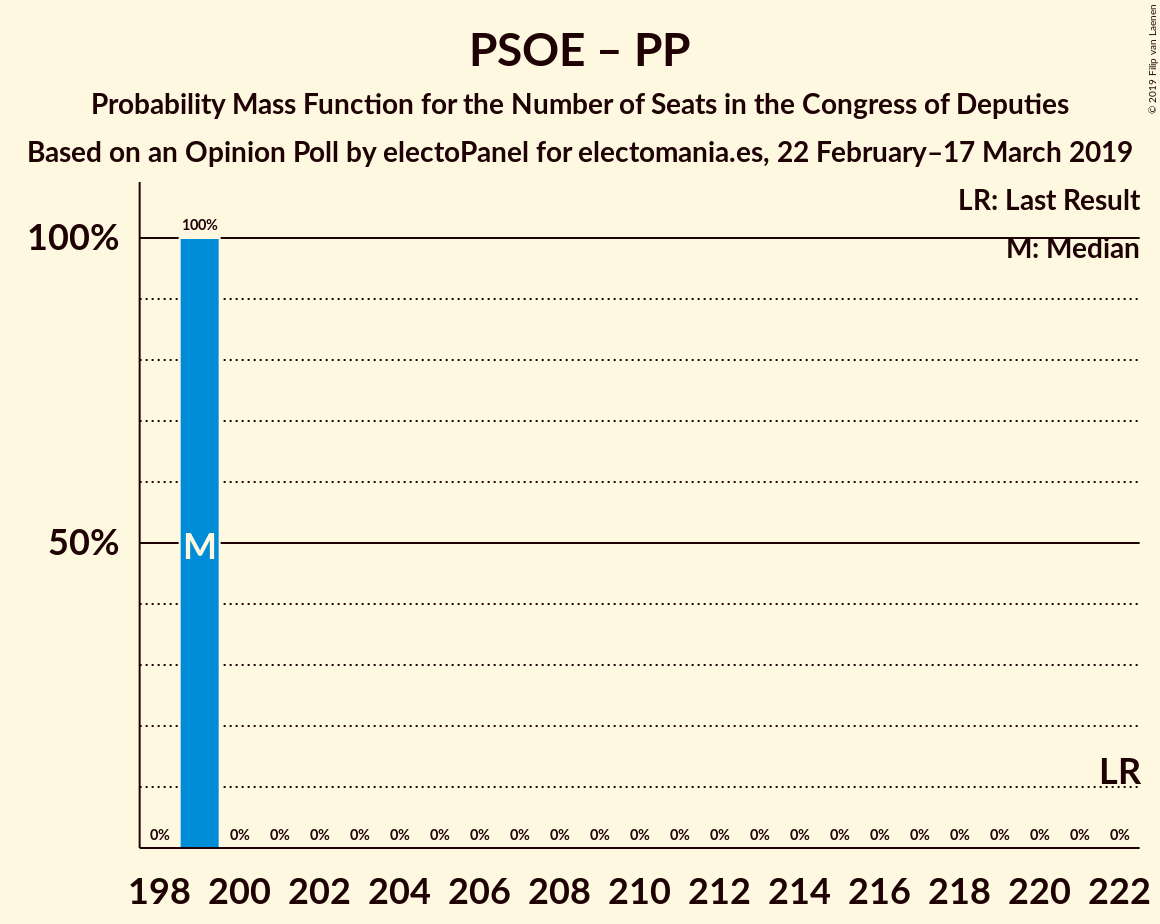 PSOE – PP
Probability Mass Function for the Number of Seats in the Congress of Deputies
Based on an Opinion Poll by electoPanel for electomania.es, 22 February–17 March 2019
© 2019 Filip van Laenen
LR: Last Result
M: Median
100%
100%
50%
M
LR
0% 0% 0% 0% 0% 0% 0% 0% 0% 0% 0% 0% 0% 0% 0% 0% 0% 0% 0% 0% 0% 0% 0% 0%
198 200 202 204 206 208 210 212 214 216 218 220 222